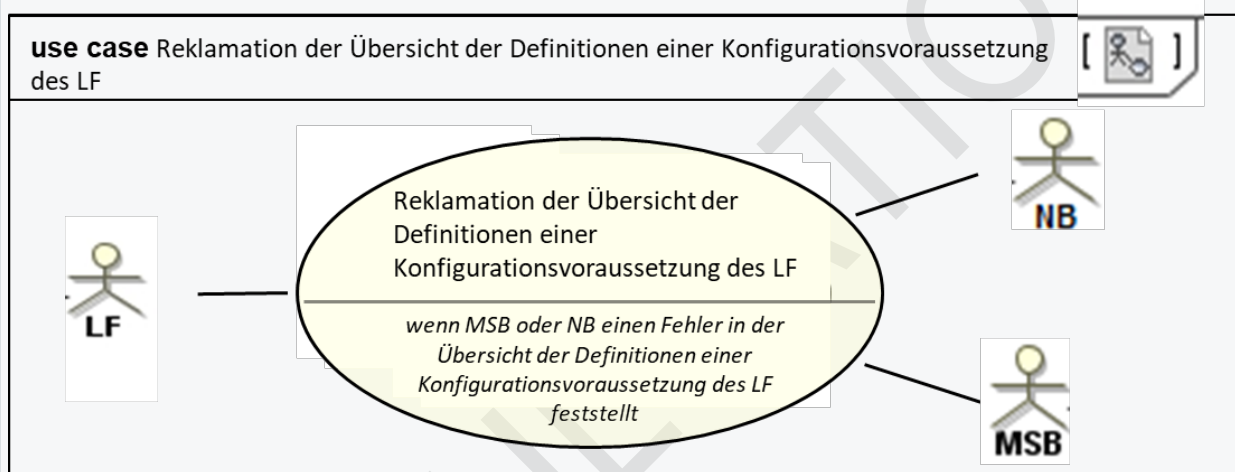 use case Reklamation der Übersicht der Definitionen einer Konfigurationsvoraussetzung
des LF
[ ]
NB
Reklamation der Übersicht der
Definitionen einer
Konfigurationsvoraussetzung des LF
LF
wenn MSB oder NB einen Fehler in der
Übersicht der Definitionen einer
Konfigurationsvoraussetzung des LF
feststellt
MSB